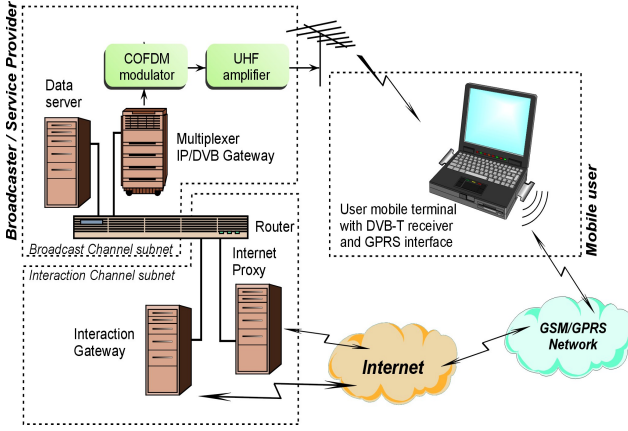 Broadcaster / Service Provider
COFDM
modulator
UHF
amplifier
Data
server
Multiplexer
IP/DVB Gateway
Router
Broadcast Channel subnet
Interaction Channel subnet
Internet
Proxy
Interaction
Gateway
Internet
GSM/GPRS
Network
User mobile terminal
with DVB-T receiver
and GPRS interface
Mobile user